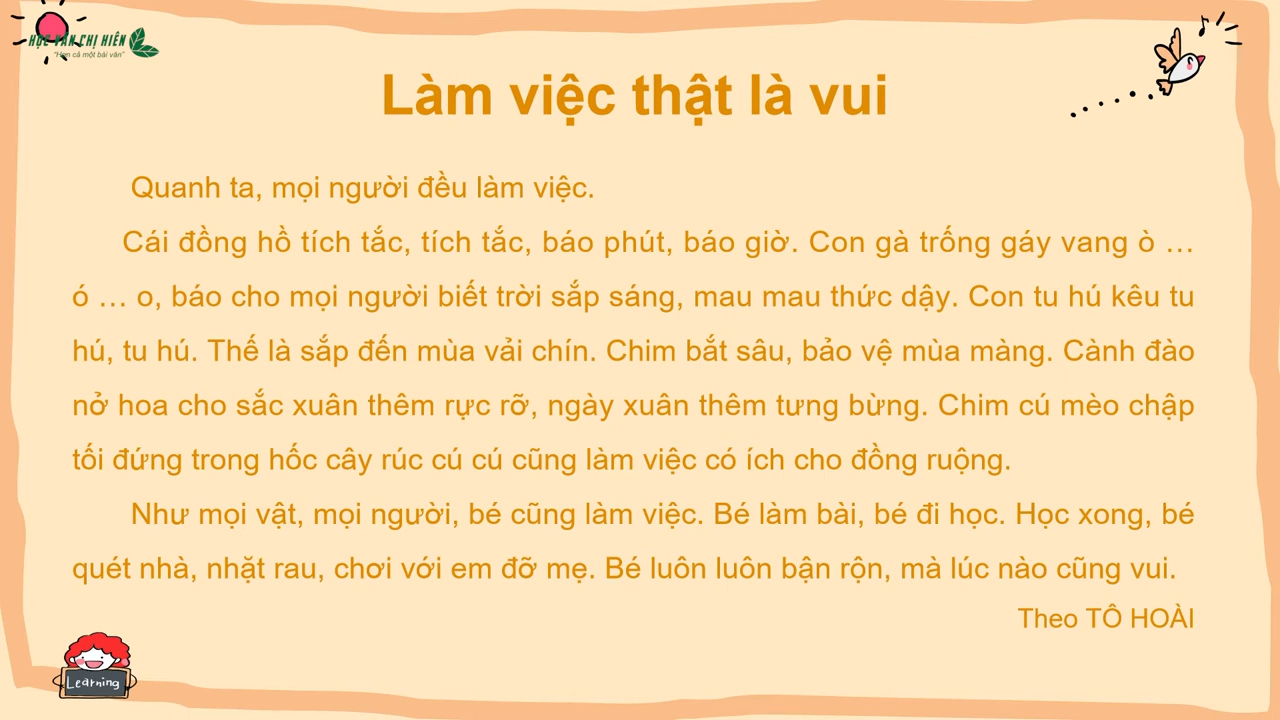 HỌC VĂN CHỊ HIÊN
"Hơn cả một bài văn"
Làm việc thật là vui
Quanh ta, mọi người đều làm việc.
Cái đồng hồ tích tắc, tích tắc, báo phút, báo giờ. Con gà trống gáy vang ò …
ó … o, báo cho mọi người biết trời sắp sáng, mau mau thức dậy. Con tu hú kêu tu
hú, tu hú. Thế là sắp đến mùa vải chín. Chim bắt sâu, bảo vệ mùa màng. Cành đào
nở hoa cho sắc xuân thêm rực rỡ, ngày xuân thêm tưng bừng. Chim cú mèo chập
tối đứng trong hốc cây rúc cú cú cũng làm việc có ích cho đồng ruộng.
Như mọi vật, mọi người, bé cũng làm việc. Bé làm bài, bé đi học. Học xong, bé
quét nhà, nhặt rau, chơi với em đỡ mẹ. Bé luôn luôn bận rộn, mà lúc nào cũng vui.
Theo TÔ HOÀI
Learning